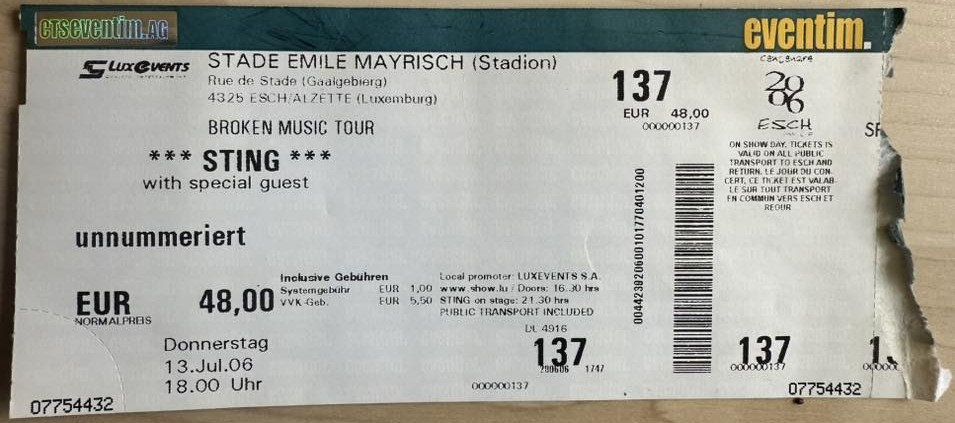 ctseventim.AG
eventim.
LUXEVENTS
STADE EMILE MAYRISCH (Stadion)
Rue de Stade (Gaalgebierg)
4325 ESCH/ALZETTE (Luxemburg)
BROKEN MUSIC TOUR
*** STING ***
with special guest
unnummeriert
EUR 48,00
NORMALPREIS
Inclusive Gebühren
Systemgebühr EUR 1,00
VVK-Geb. EUR 5,50
Local promoter: LUXEVENTS S.A.
www.show.lu / Doors: 16.30 hrs
STING on stage: 21.30 hrs
PUBLIC TRANSPORT INCLUDED
Donnerstag
13.Jul.06
18.00 Uhr
07754432
137
EUR 48,00
000000137
4916
137
280606 1747
000000137
centenaire
2006
ESCH
ON SHOW DAY, TICKETS IS
VALID ON ALL PUBLIC
TRANSPORT TO ESCH AND
RETURN. LE JOUR DU CON-
CERT, CE TICKET EST VALAB-
LE SUR TOUT TRANSPORT
EN COMMUN VERS ESCH ET
REOUR
137
000000137
07754432